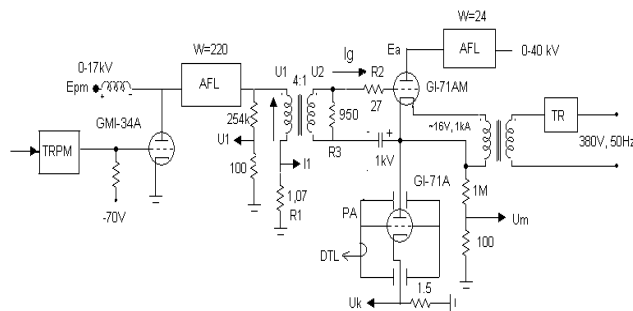 W=24
Ea
AFL
0-40 kV
W=220
0-17kV
Epm
+
AFL
U1
4:1
U2
Ig
R2
27
GI-71AM
GMI-34A
254k
950
~16V, 1kA
TR
380V, 50Hz
TRPM
U1
100
I1
R3
-
+
1kV
-70V
1,07
R1
GI-71A
1M
PA
Um
100
DTL
1.5
Uk
I